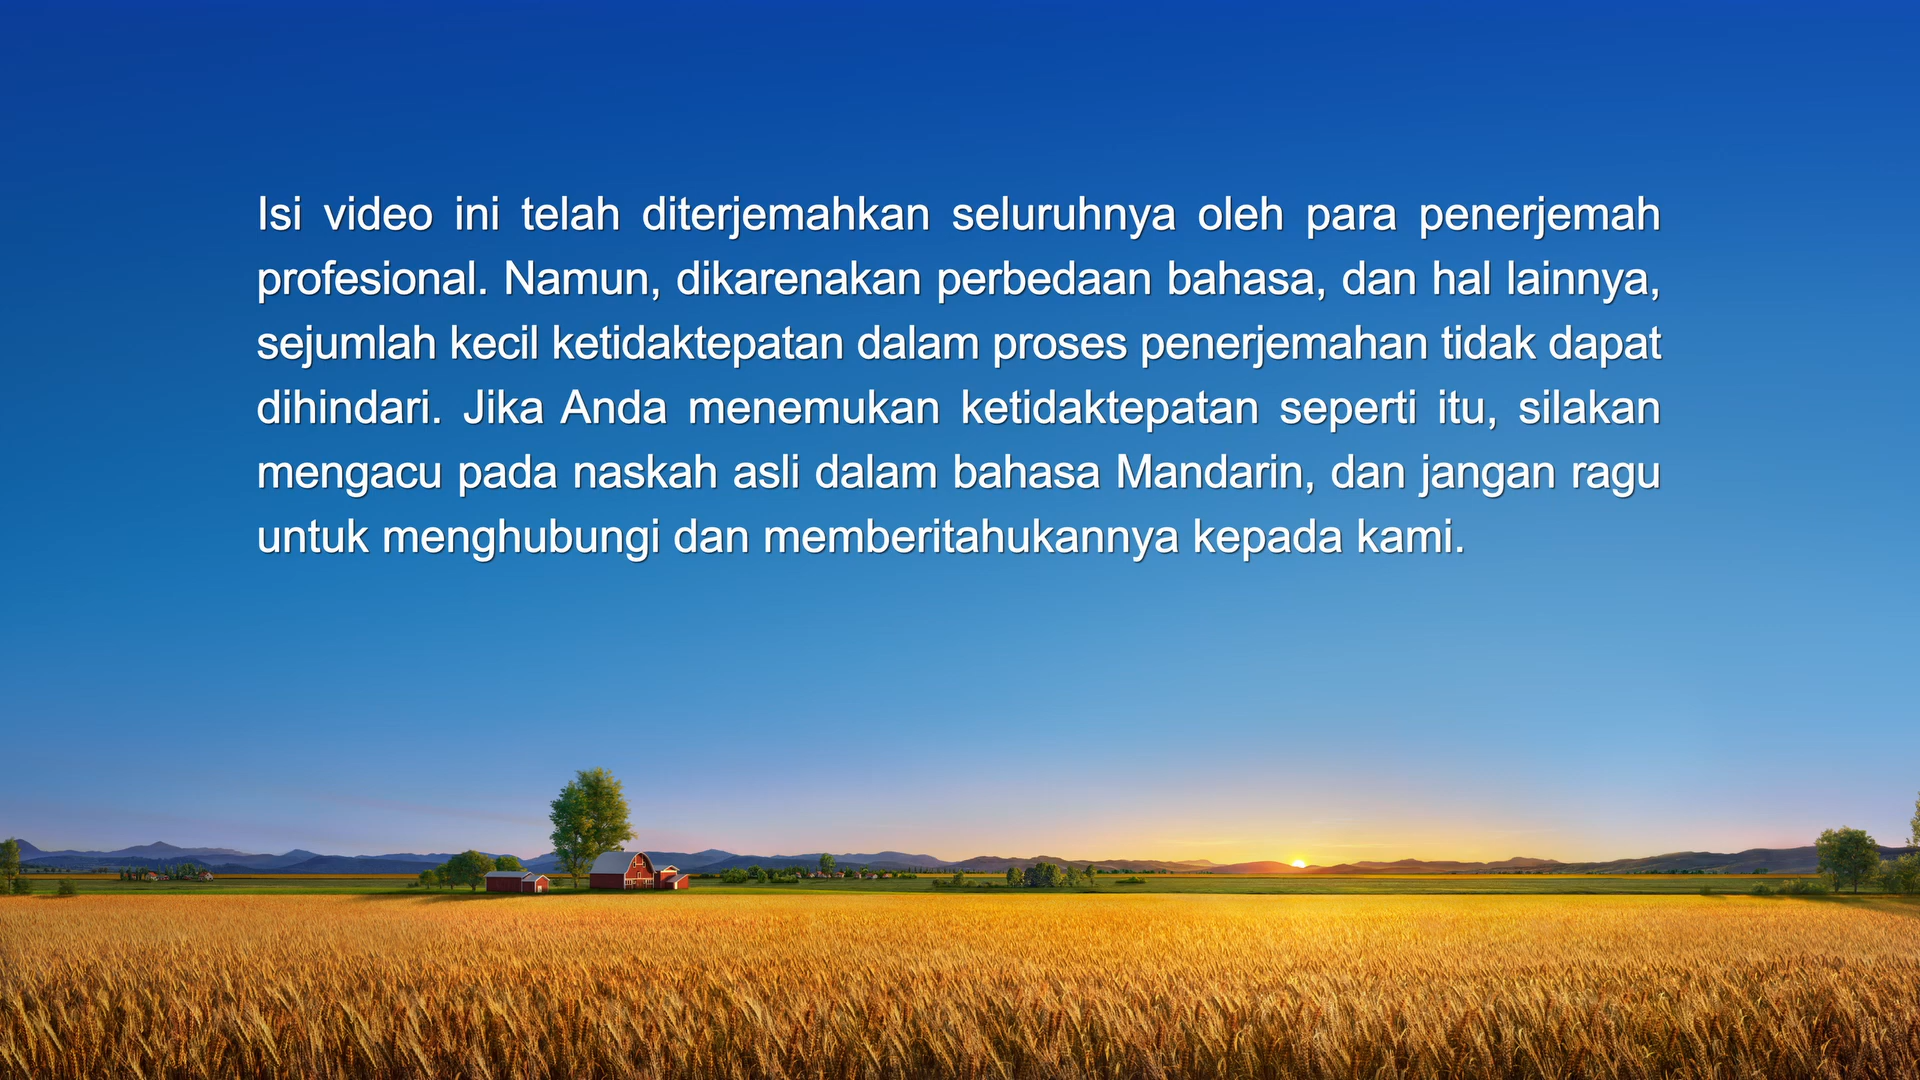 Isi video ini telah diterjemahkan seluruhnya oleh para penerjemah
profesional. Namun, dikarenakan perbedaan bahasa, dan hal lainnya,
sejumlah kecil ketidaktepatan dalam proses penerjemahan tidak dapat
dihindari. Jika Anda menemukan ketidaktepatan seperti itu, silakan
mengacu pada naskah asli dalam bahasa Mandarin, dan jangan ragu
untuk menghubungi dan memberitahukannya kepada kami.